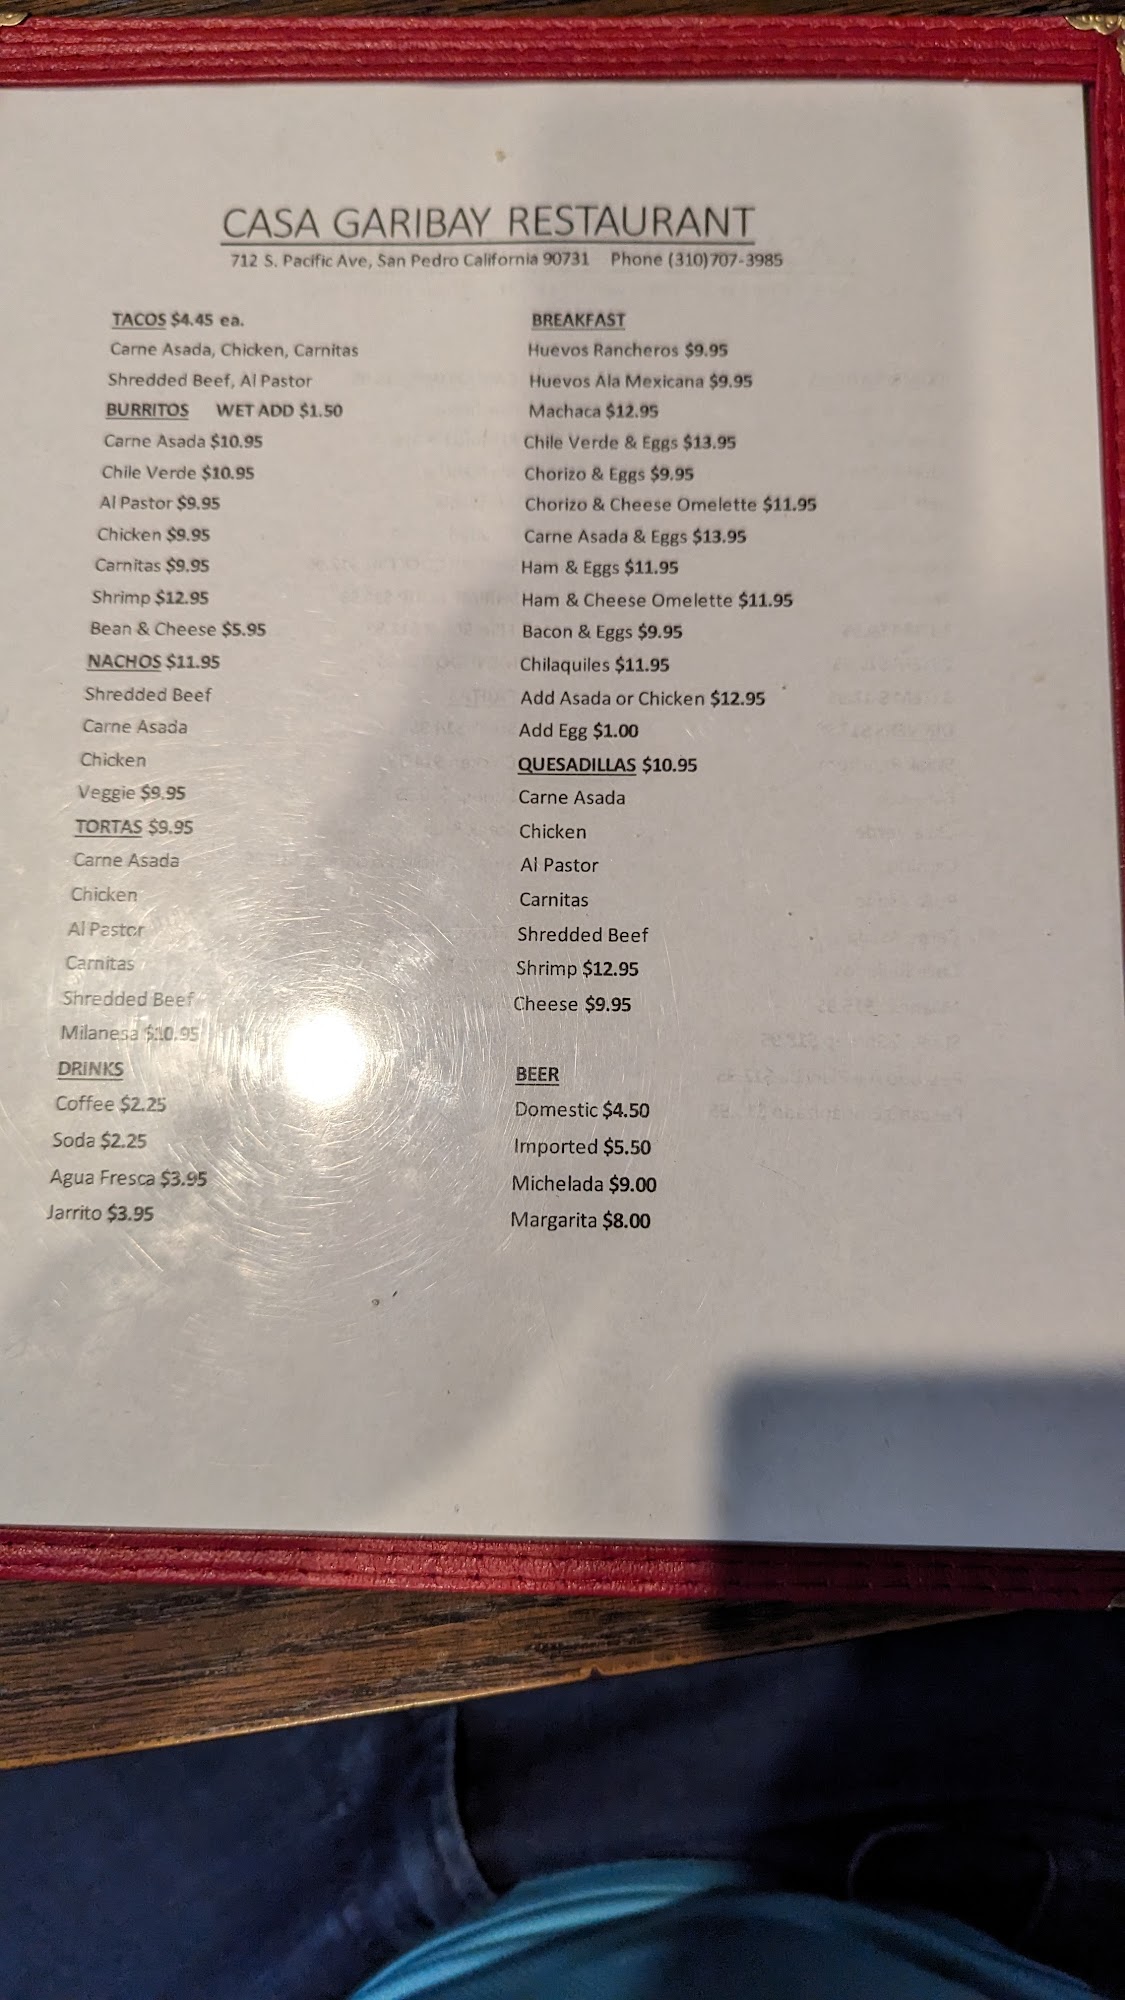 CASA GARIBAY RESTAURANT
712 S. Pacific Ave, San Pedro California 90731 Phone (310)707-3985
TACOS $4.45 ea.
Carne Asada, Chicken, Carnitas
Shredded Beef, Al Pastor
BURRITOS WET ADD $1.50
Carne Asada $10.95
Chile Verde $10.95
Al Pastor $9.95
Chicken $9.95
Carnitas $9.95
Shrimp $12.95
Bean & Cheese $5.95
NACHOS $11.95
Shredded Beef
Carne Asada
Chicken
Veggie $9.95
TORTAS $9.95
Carne Asada
Chicken
Al Pastor
Carnitas
Shredded Beef
Milanesa $10.95
DRINKS
Coffee $2.25
Soda $2.25
Agua Fresca $3.95
Jarrito $3.95
BREAKFAST
Huevos Rancheros $9.95
Huevos Ala Mexicana $9.95
Machaca $12.95
Chile Verde & Eggs $13.95
Chorizo & Eggs $9.95
Chorizo & Cheese Omelette $11.95
Carne Asada & Eggs $13.95
Ham & Eggs $11.95
Ham & Cheese Omelette $11.95
Bacon & Eggs $9.95
Chilaquiles $11.95
Add Asada or Chicken $12.95
Add Egg $1.00
QUESADILLAS $10.95
Carne Asada
Chicken
Al Pastor
Carnitas
Shredded Beef
Shrimp $12.95
Cheese $9.95
BEER
Domestic $4.50
Imported $5.50
Michelada $9.00
Margarita $8.00